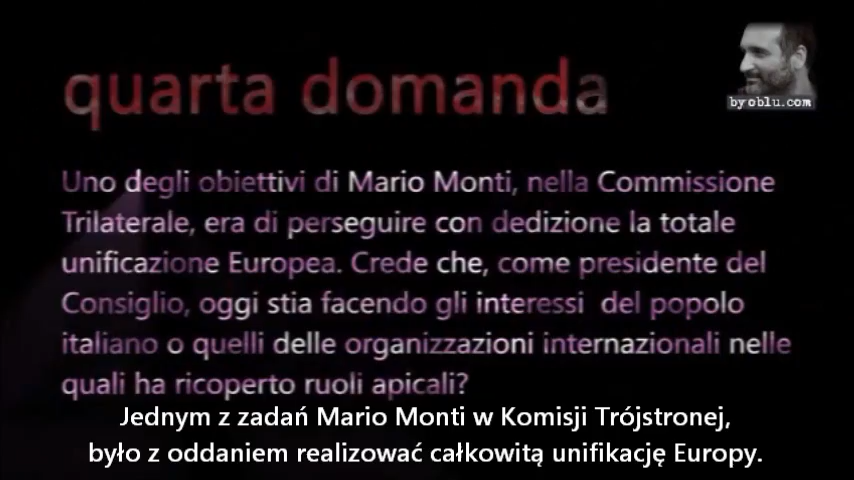 byoblu.com
quarta domanda
Uno degli obiettivi di Mario Monti, nella Commissione
Trilaterale, era di perseguire con dedizione la totale
unificazione Europea. Crede che, come presidente del
Consiglio, oggi stia facendo gli interessi del popolo
italiano o quelli delle organizzazioni internazionali nelle
quali ha ricoperto ruoli apicali?
Jednym z zadań Mario Monti w Komisji Trójstronej,
było z oddaniem realizować całkowitą unifikację Europy.